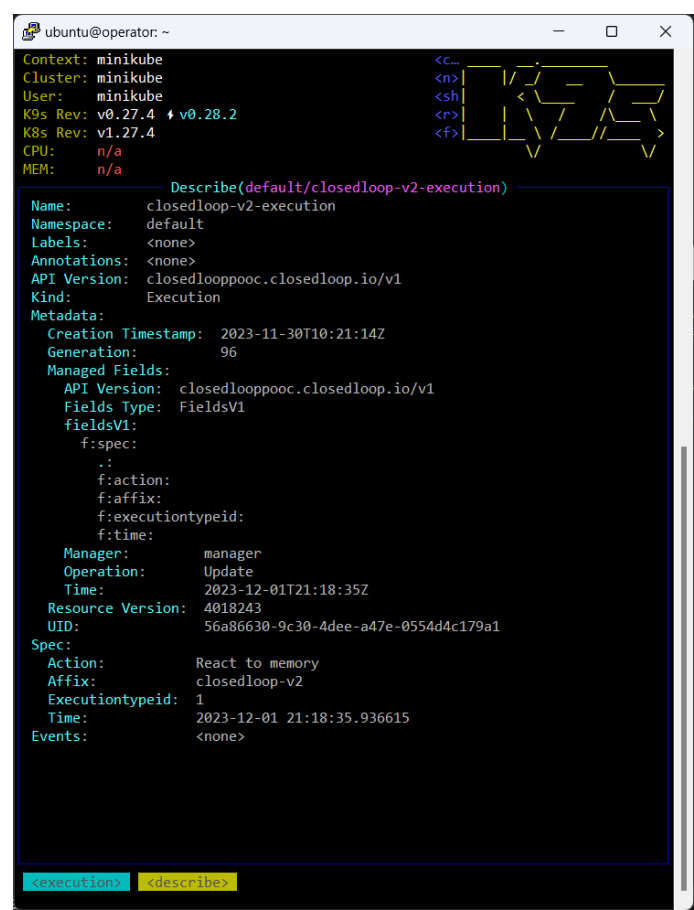 ubuntu@operator: ~
Context: minikube <c…
Cluster: minikube <n>
User: minikube <sh
K9s Rev: v0.27.4 ⚡v0.28.2 <r>
K8s Rev: v1.27.4 <f>
CPU: n/a
MEM: n/a
Describe(default/closedloop-v2-execution)
Name: closedloop-v2-execution
Namespace: default
Labels: <none>
Annotations: <none>
API Version: closedlooppooc.closedloop.io/v1
Kind: Execution
Metadata:
Creation Timestamp: 2023-11-30T10:21:14Z
Generation: 96
Managed Fields:
API Version: closedlooppooc.closedloop.io/v1
Fields Type: FieldsV1
fieldsV1:
f:spec:
.:
f:action:
f:affix:
f:executiontypeid:
f:time:
Manager: manager
Operation: Update
Time: 2023-12-01T21:18:35Z
Resource Version: 4018243
UID: 56a86630-9c30-4dee-a47e-0554d4c179a1
Spec:
Action: React to memory
Affix: closedloop-v2
Executiontypeid: 1
Time: 2023-12-01 21:18:35.936615
Events: <none>
<execution> <describe>